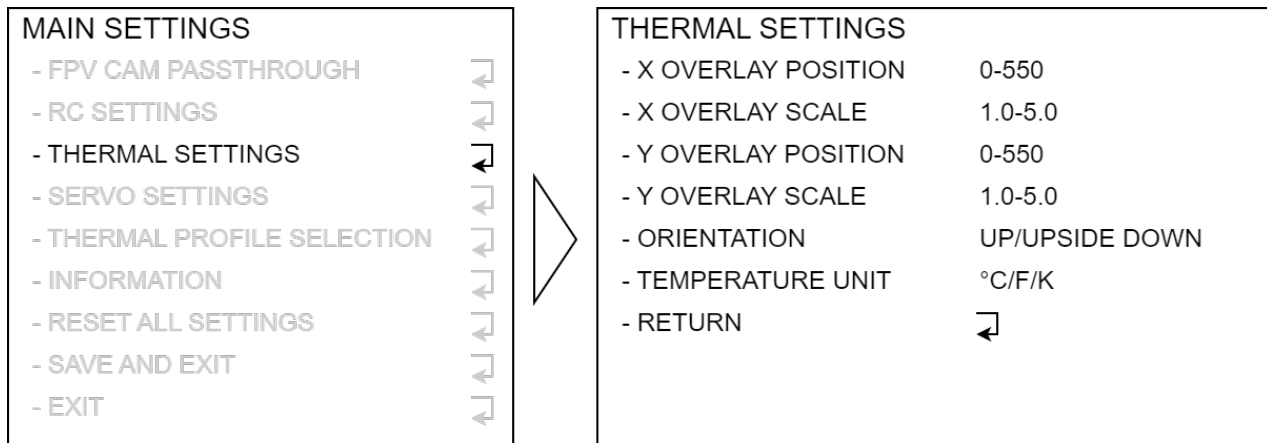 MAIN SETTINGS
- FPV CAM PASSTHROUGH
- RC SETTINGS
- THERMAL SETTINGS
- SERVO SETTINGS
- THERMAL PROFILE SELECTION
- INFORMATION
- RESET ALL SETTINGS
- SAVE AND EXIT
- EXIT
THERMAL SETTINGS
- X OVERLAY POSITION 0-550
- X OVERLAY SCALE 1.0-5.0
- Y OVERLAY POSITION 0-550
- Y OVERLAY SCALE 1.0-5.0
- ORIENTATION UP/UPSIDE DOWN
- TEMPERATURE UNIT °C/F/K
- RETURN